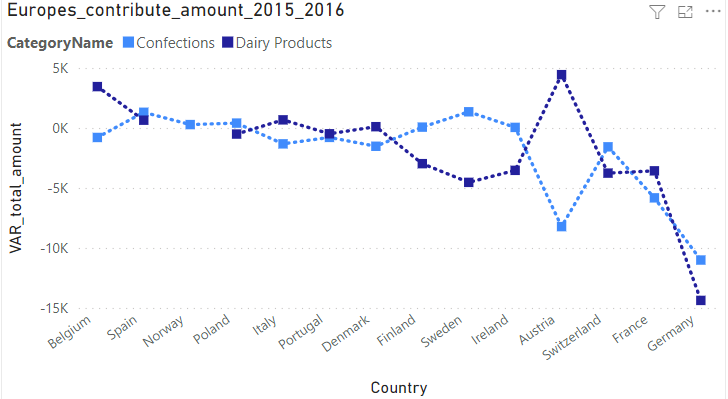 Europes_contribute_amount_2015_2016
CategoryName Confections Dairy Products
5K
0K
-5K
-10K
-15K
VAR_total_amount
Belgium
Spain
Norway
Poland
Italy
Portugal
Denmark
Finland
Sweden
Ireland
Austria
Switzerland
France
Germany
Country